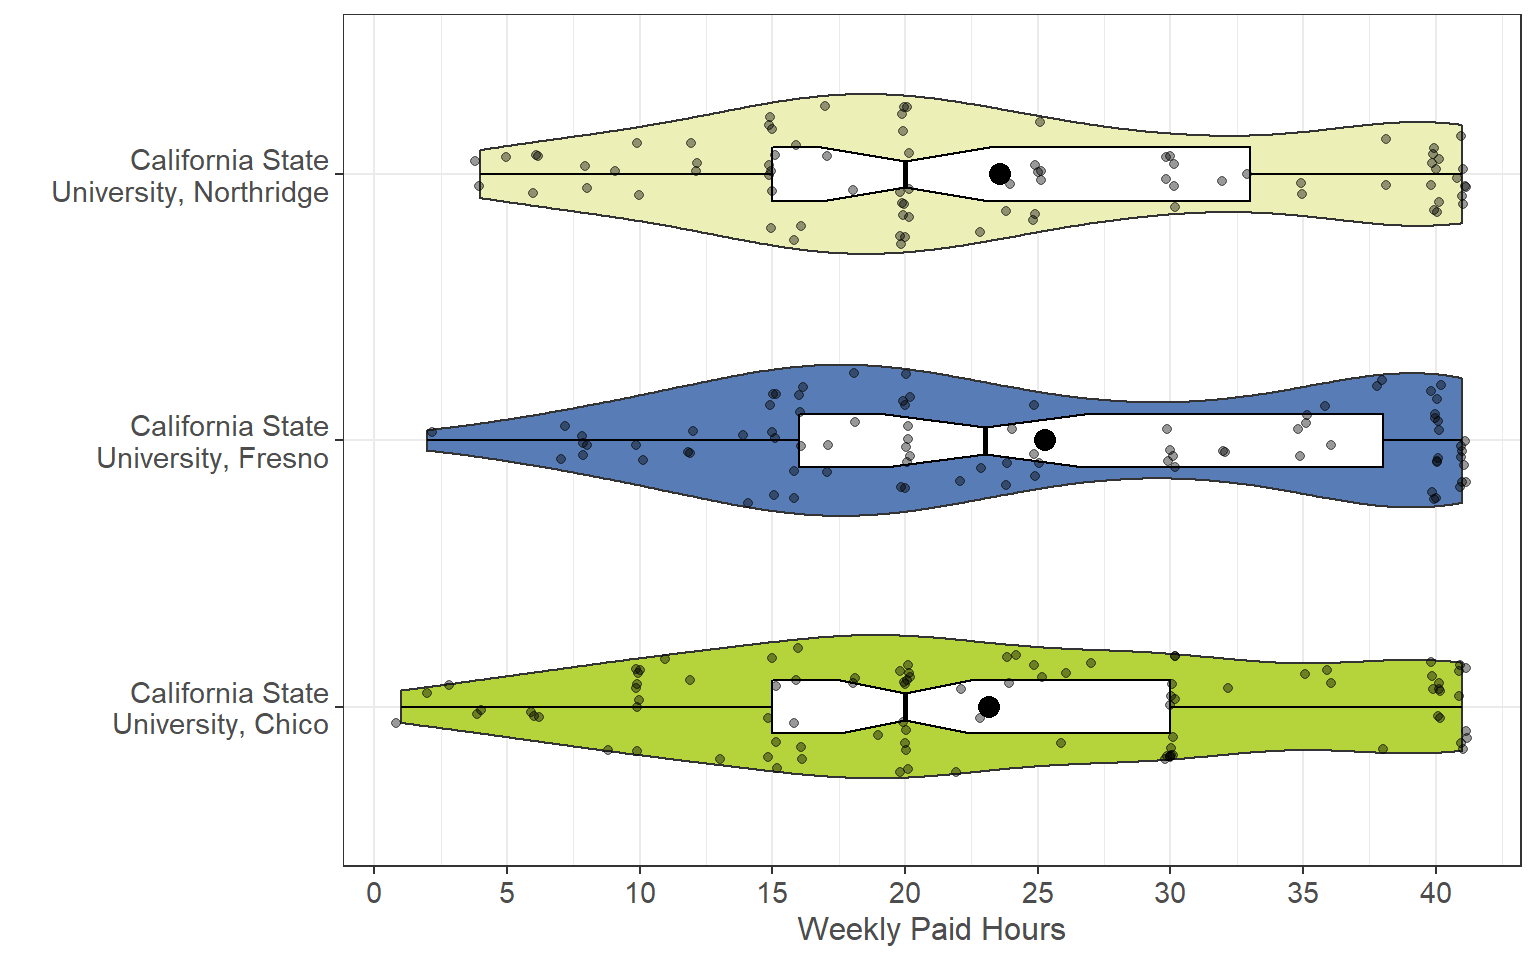 California State
University, Northridge
California State
University, Fresno
California State
University, Chico
0 5 10 15 20 25 30 35 40
Weekly Paid Hours